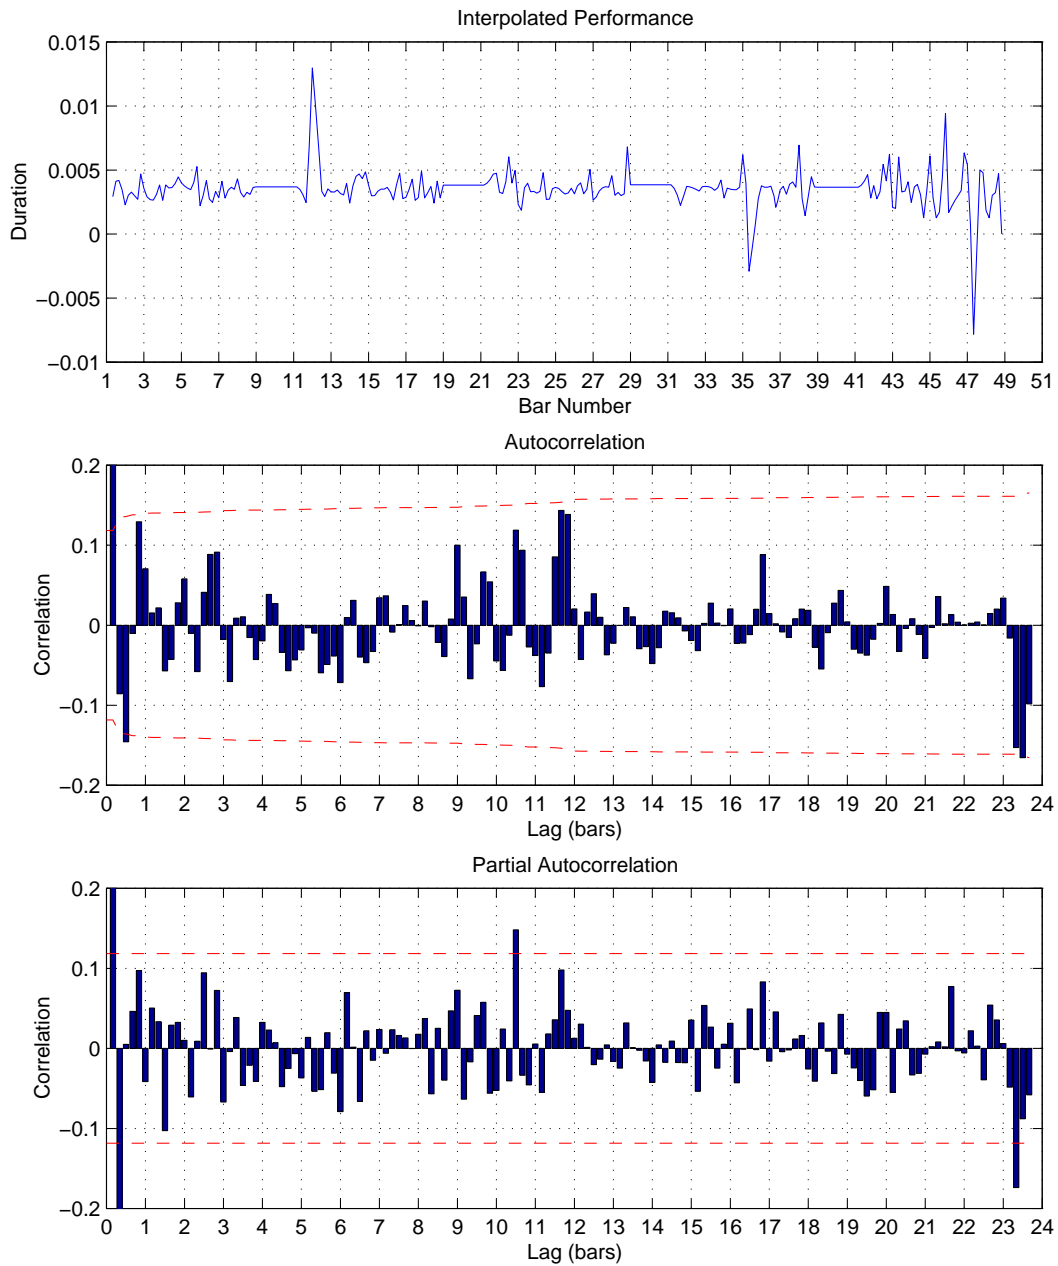 Interpolated Performance
0.015
0.01
0.005
0
−0.005
−0.01
Duration
1 3 5 7 9 11 13 15 17 19 21 23 25 27 29 31 33 35 37 39 41 43 45 47 49 51
Bar Number
Autocorrelation
0.2
0.1
0
−0.1
−0.2
Correlation
0 1 2 3 4 5 6 7 8 9 10 11 12 13 14 15 16 17 18 19 20 21 22 23 24
Lag (bars)
Partial Autocorrelation
0.2
0.1
0
−0.1
−0.2
Correlation
0 1 2 3 4 5 6 7 8 9 10 11 12 13 14 15 16 17 18 19 20 21 22 23 24
Lag (bars)